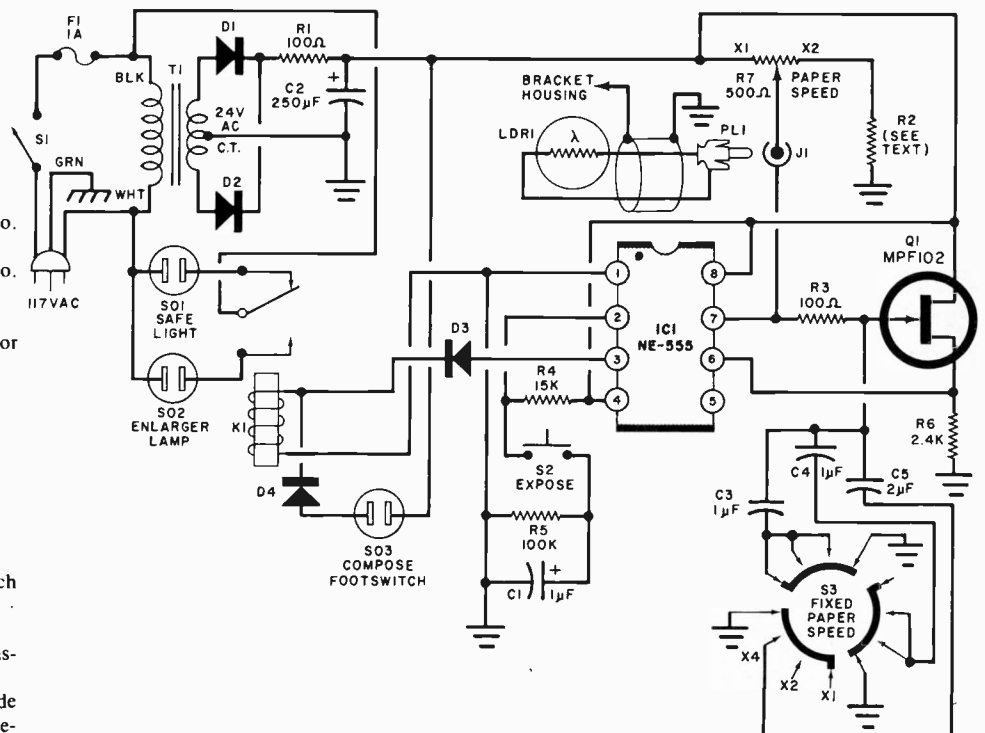 F1
1A
D1
R1
100Ω
BLK
T1
C2
250µF
+
24V
AC
C.T.
S1
GRN
WHT
D2
117VAC
SO1
SAFE
LIGHT
SO2
ENLARGER
LAMP
K1
D3
D4
SO3
COMPOSE
FOOTSWITCH
BRACKET
HOUSING
LDR1
λ
PL1
X1
X2
R7
500Ω
PAPER
SPEED
J1
R2
(SEE
TEXT)
1
2
3
4
8
7
6
5
IC1
NE-555
R3
100Ω
Q1
MPF102
R4
15K
S2
EXPOSE
R5
100K
C1
+
1µF
R6
2.4K
C3
1µF
C4
1µF
C5
2µF
S3
FIXED
PAPER
SPEED
X4
X2
X1
o.
o.
or
ch
as-
de
e-